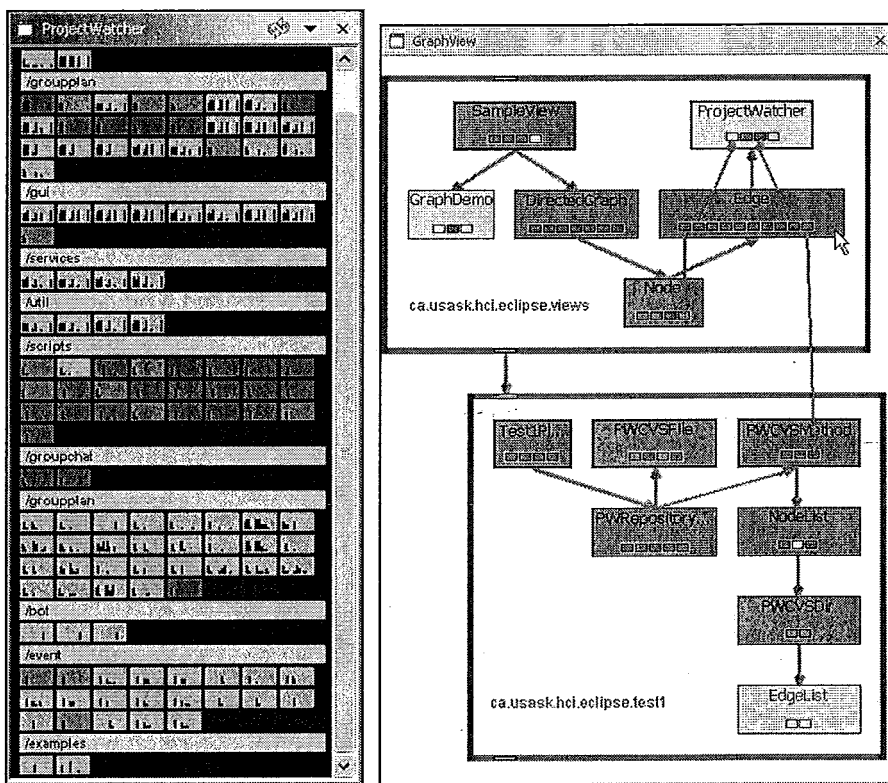 ProjectWatcher
/groupplan
/gui
/services
/util
/scripts
/groupchat
/groupplan
/bot
/event
/examples
GraphView
SampleView
ProjectWatcher
GraphDemo
DirectedGraph
Edge
Node
ca.usask.hci.eclipse.views
Test1Pl...
PWCVSFile
PWCVSMethod
PWRepository...
NodeList
PWCVSDir
ca.usask.hci.eclipse.test1
EdgeList